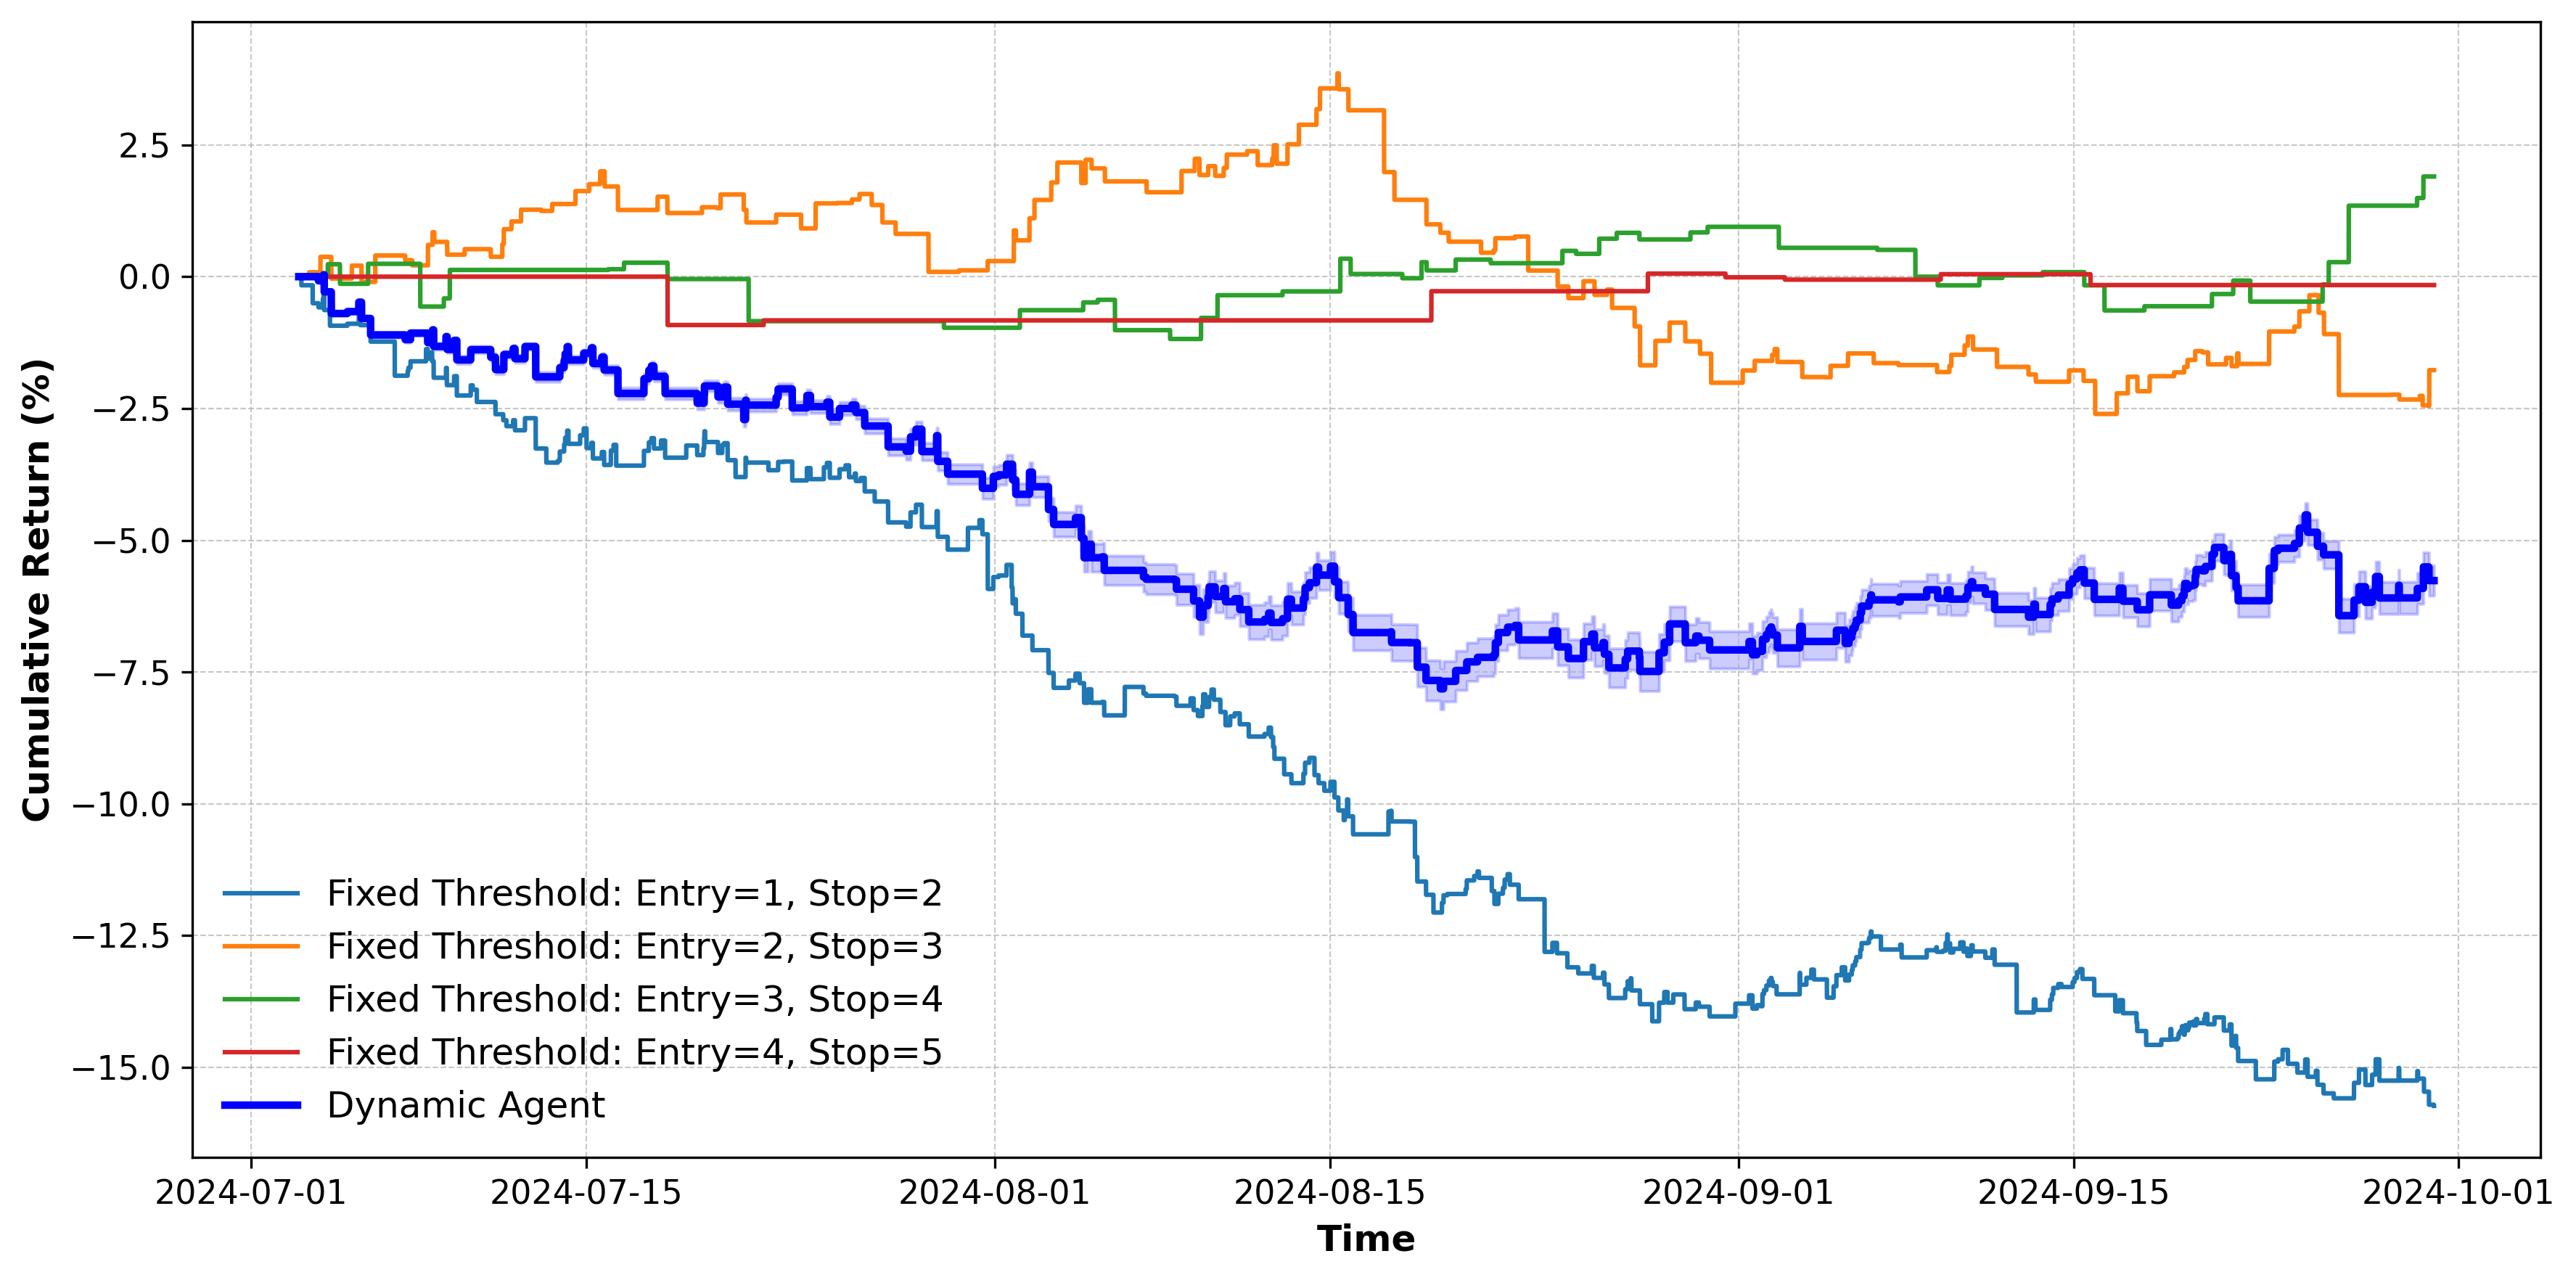 Cumulative Return (%)
2.5
0.0
−2.5
−5.0
−7.5
−10.0
−12.5
−15.0
Fixed Threshold: Entry=1, Stop=2
Fixed Threshold: Entry=2, Stop=3
Fixed Threshold: Entry=3, Stop=4
Fixed Threshold: Entry=4, Stop=5
Dynamic Agent
2024-07-01 2024-07-15 2024-08-01 2024-08-15 2024-09-01 2024-09-15 2024-10-01
Time